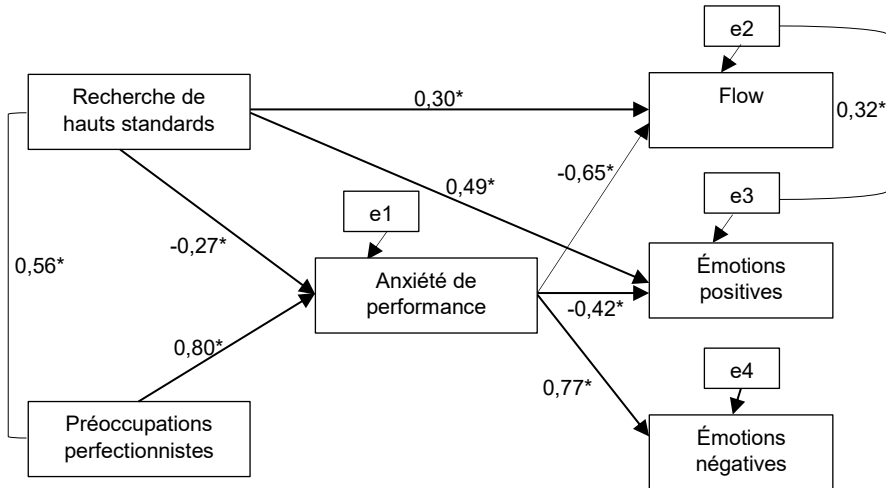 e2
Recherche de
hauts standards
0,30*
Flow
0,32*
-0,65*
0,49*
e3
e1
-0,27*
0,56*
Anxiété de
performance
Émotions
positives
-0,42*
0,80*
0,77*
e4
Préoccupations
perfectionnistes
Émotions
négatives